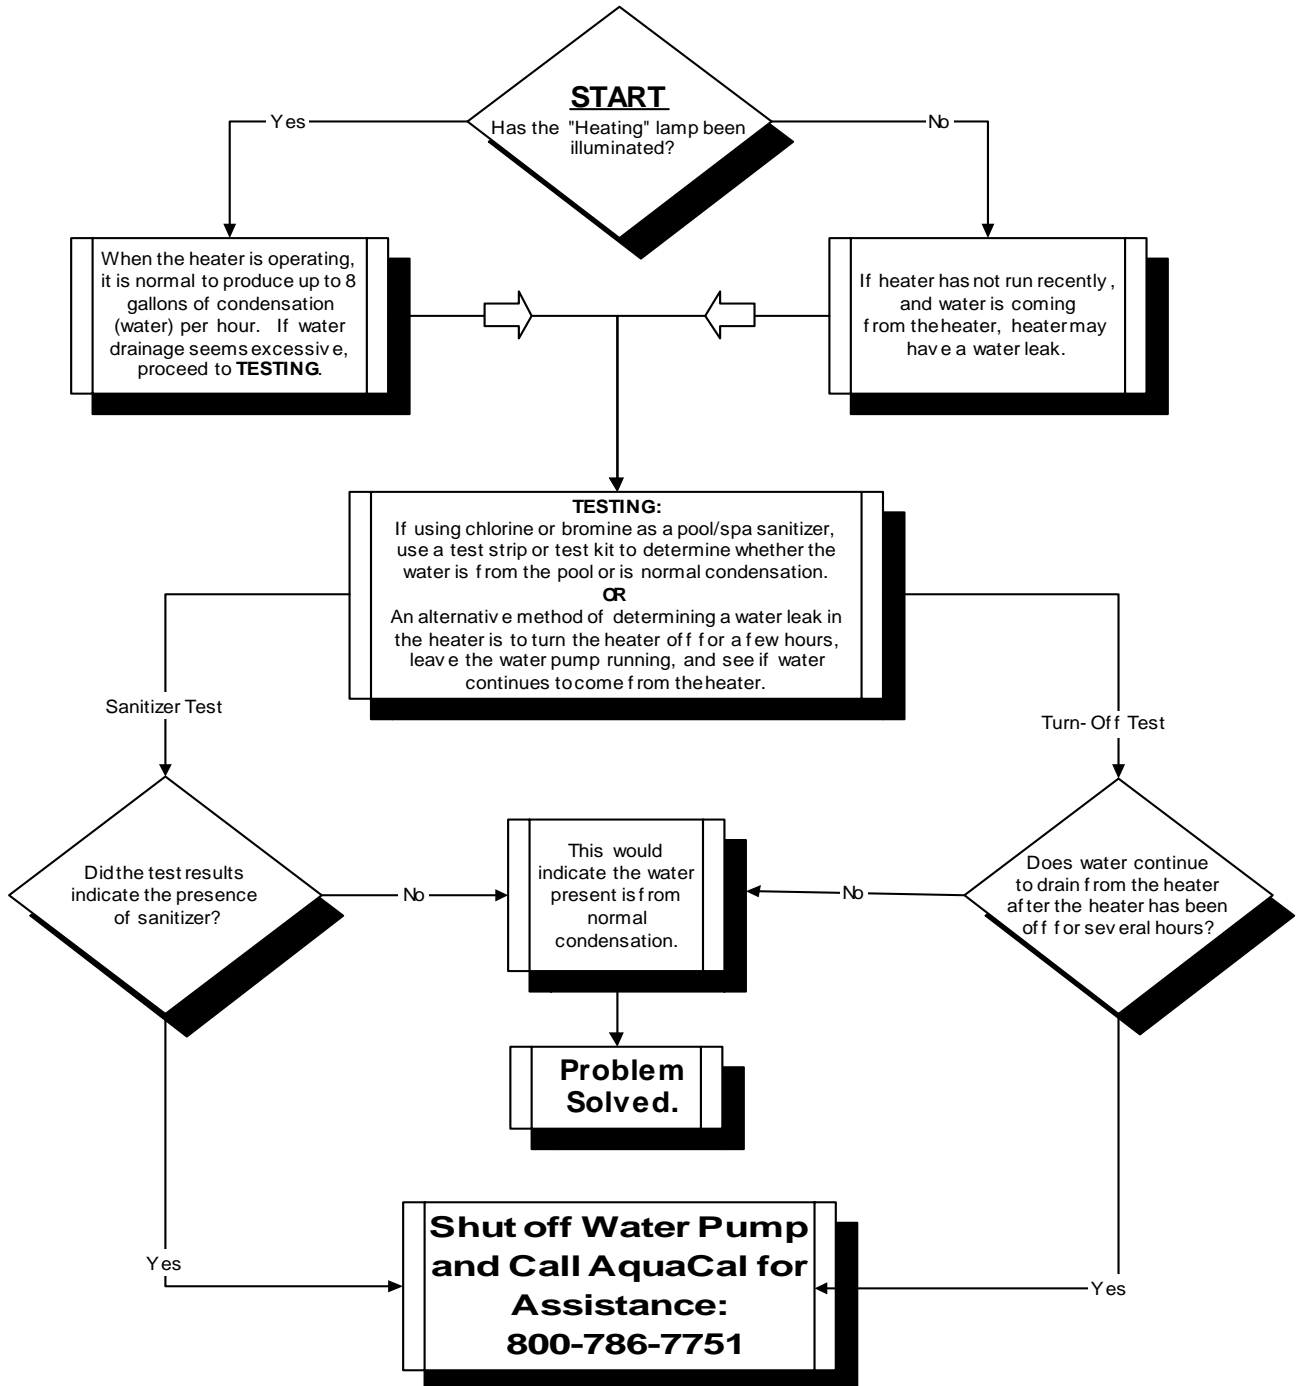 START
Has the "Heating" lamp been
illuminated?
Yes
No
When the heater is operating,
it is normal to produce up to 8
gallons of condensation
(water) per hour. If water
drainage seems excessive,
proceed to TESTING.
If heater has not run recently,
and water is coming
from the heater, heater may
have a water leak.
TESTING:
If using chlorine or bromine as a pool/spa sanitizer,
use a test strip or test kit to determine whether the
water is from the pool or is normal condensation.
OR
An alternative method of determining a water leak in
the heater is to turn the heater off for a few hours,
leave the water pump running, and see if water
continues to come from the heater.
Sanitizer Test
Turn-Off Test
Did the test results
indicate the presence
of sanitizer?
No
This would
indicate the water
present is from
normal
condensation.
No
Does water continue
to drain from the heater
after the heater has been
off for several hours?
Problem
Solved.
Yes
Shut off Water Pump
and Call AquaCal for
Assistance:
800-786-7751
Yes